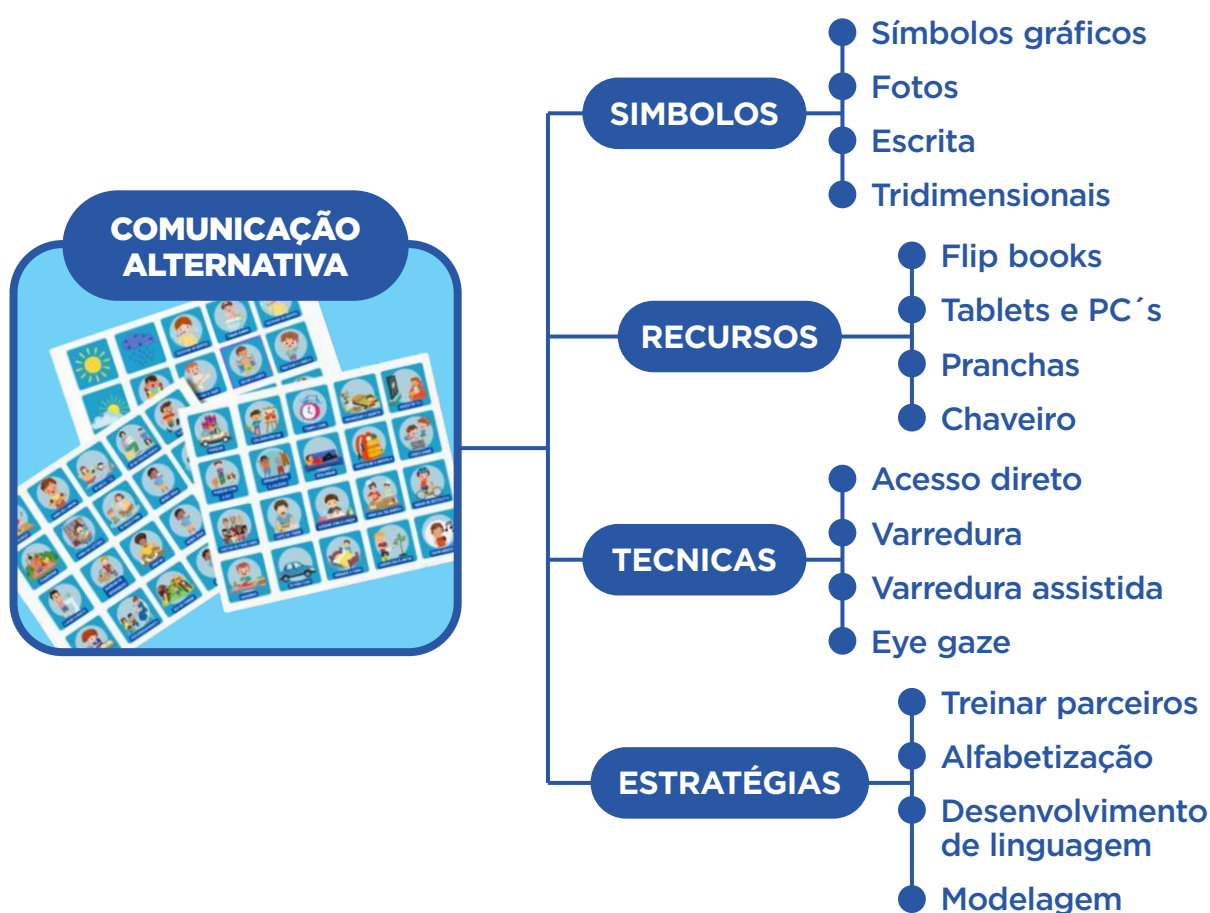 COMUNICAÇÃO
ALTERNATIVA
SIMBOLOS
Símbolos gráficos
Fotos
Escrita
Tridimensionais
RECURSOS
Flip books
Tablets e PC´s
Pranchas
Chaveiro
TECNICAS
Acesso direto
Varredura
Varredura assistida
Eye gaze
ESTRATÉGIAS
Treinar parceiros
Alfabetização
Desenvolvimento
de linguagem
Modelagem